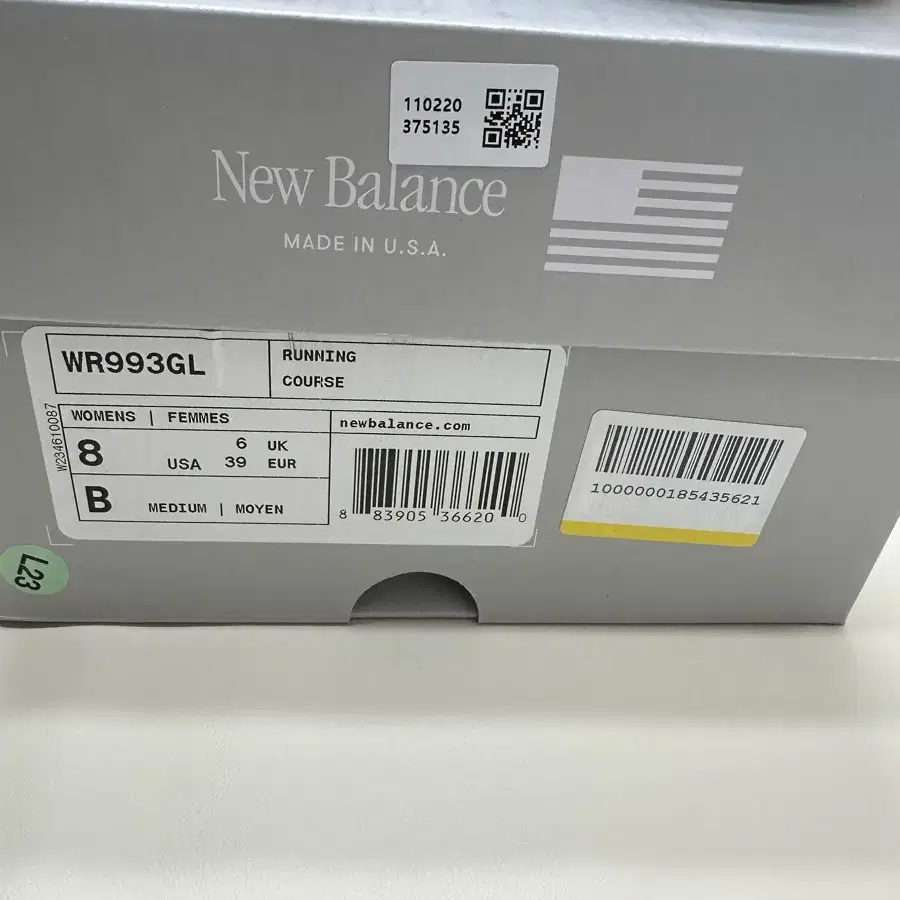 110220
375135
New Balance
MADE IN U.S.A.
WR993GL
RUNNING
COURSE
W234610087
WOMENS | FEMMES
newbalance.com
8 USA
6 UK
39 EUR
B MEDIUM | MOYEN
8 83905 36620 0
1000000185435621
L23